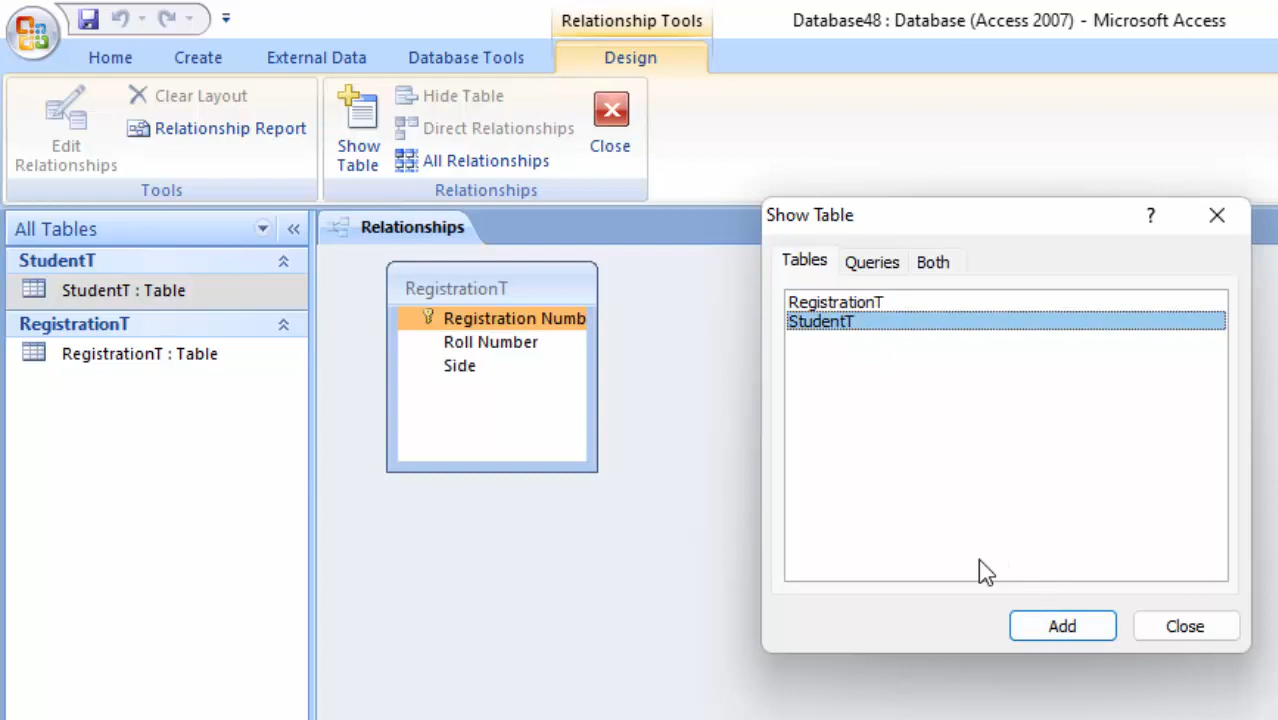 Relationship Tools
Database48 : Database (Access 2007) - Microsoft Access
Home Create External Data Database Tools Design
Edit Relationships
Clear Layout
Relationship Report
Tools
Show Table
Hide Table
Direct Relationships
All Relationships
Close
Relationships
All Tables
StudentT
StudentT : Table
RegistrationT
RegistrationT : Table
Relationships
RegistrationT
Registration Numb
Roll Number
Side
Show Table
?
Tables Queries Both
RegistrationT
StudentT
Add Close